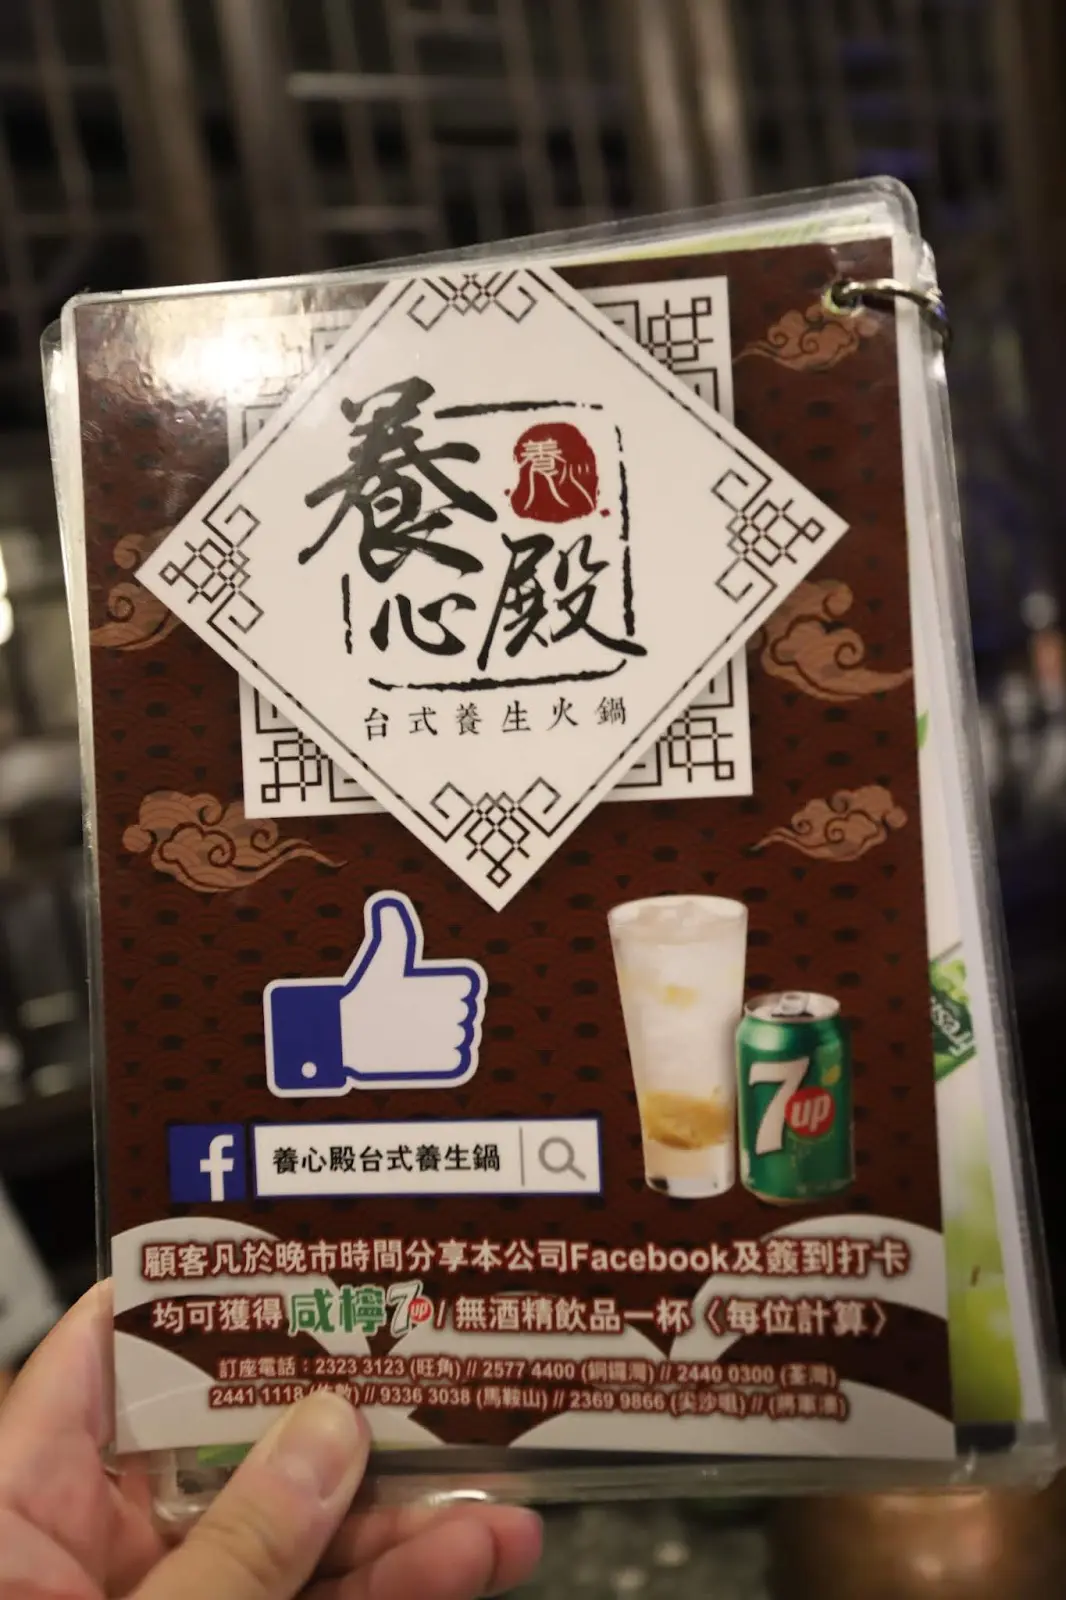 養心殿
養心
台式養生火鍋
7up
f 養心殿台式養生鍋
顧客凡於晚市時間分享本公司Facebook及簽到打卡
均可獲得 咸檸7up / 無酒精飲品一杯〈每位計算〉
訂座電話：2323 3123 (旺角) // 2577 4400 (銅鑼灣) // 2440 0300 (荃灣)
2441 1118 (佐敦) // 9336 3038 (馬鞍山) // 2369 9866 (尖沙咀) // (將軍澳)